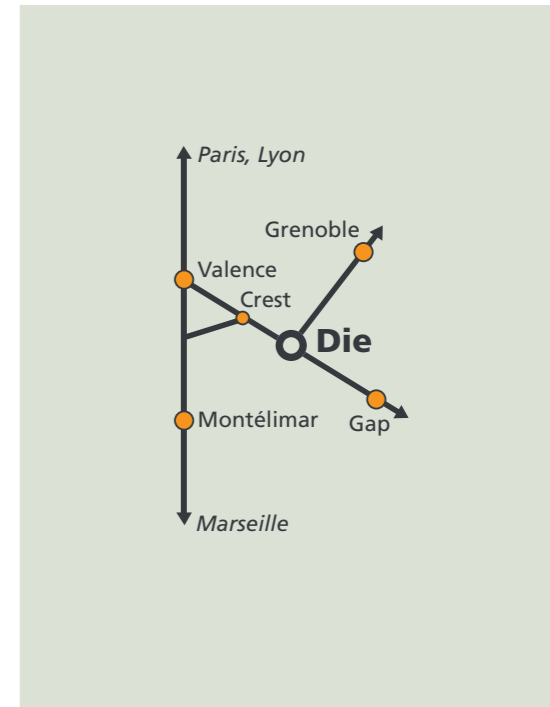 Paris, Lyon
Grenoble
Valence
Crest
Die
Montélimar
Gap
Marseille